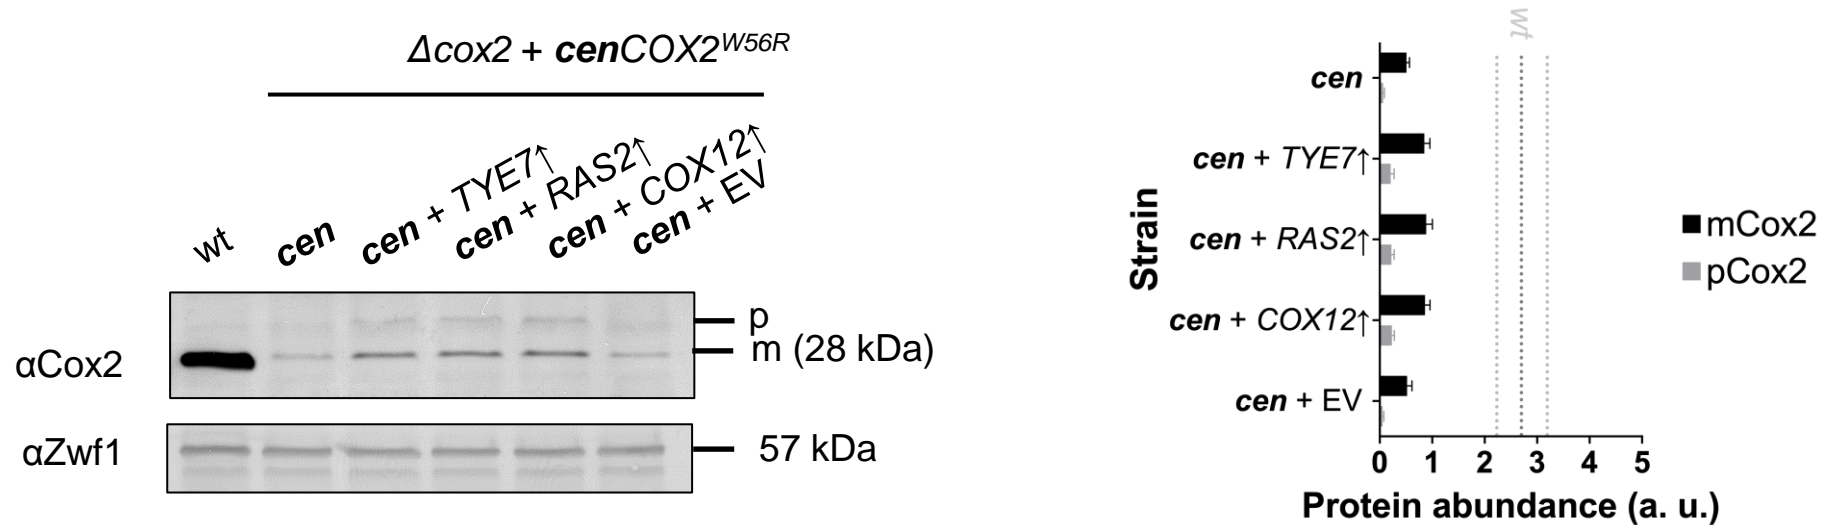 Δcox2 + cenCOX2W56R
wt
cen
cen + TYE7↑
cen + RAS2↑
cen + COX12↑
cen + EV
αCox2
p
m (28 kDa)
αZwf1
57 kDa
wt
Strain
cen
cen + TYE7↑
cen + RAS2↑
cen + COX12↑
cen + EV
0 1 2 3 4 5
Protein abundance (a. u.)
mCox2
pCox2